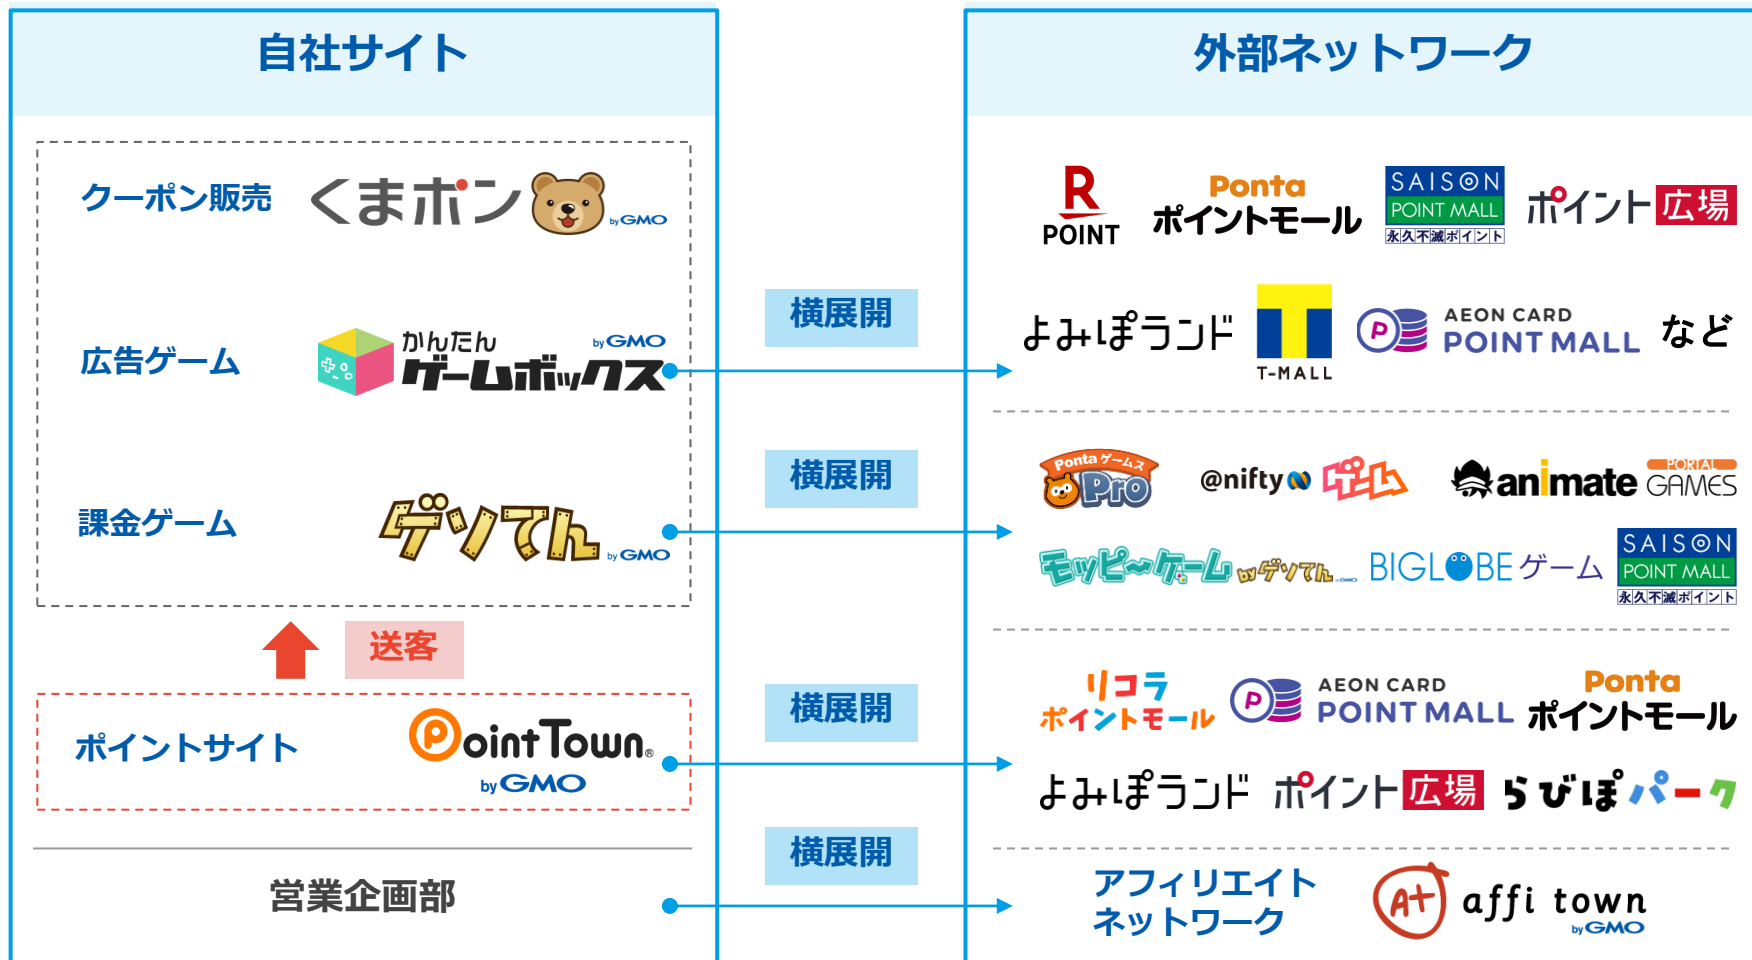 自社サイト
外部ネットワーク
クーポン販売
くまポン
by GMO
広告ゲーム
かんたん
by GMO
ゲームボックス
課金ゲーム
ゲソてん
by GMO
送客
ポイントサイト
PointTown®
by GMO
営業企画部
横展開
横展開
横展開
横展開
R
POINT
Ponta
ポイントモール
SAISON
POINT MALL
永久不滅ポイント
ポイント広場
よみぽランド
T
T-MALL
P
AEON CARD
POINT MALL
など
Ponta ゲームス
Pro
@nifty ゲーム
animate
PORTAL
GAMES
モッピーゲーム by ゲソてん by GMO
BIGLOBE ゲーム
SAISON
POINT MALL
永久不滅ポイント
リコラ
ポイントモール
P
AEON CARD
POINT MALL
Ponta
ポイントモール
よみぽランド
ポイント広場
らびぽパーク
アフィリエイト
ネットワーク
A+
affi town
by GMO